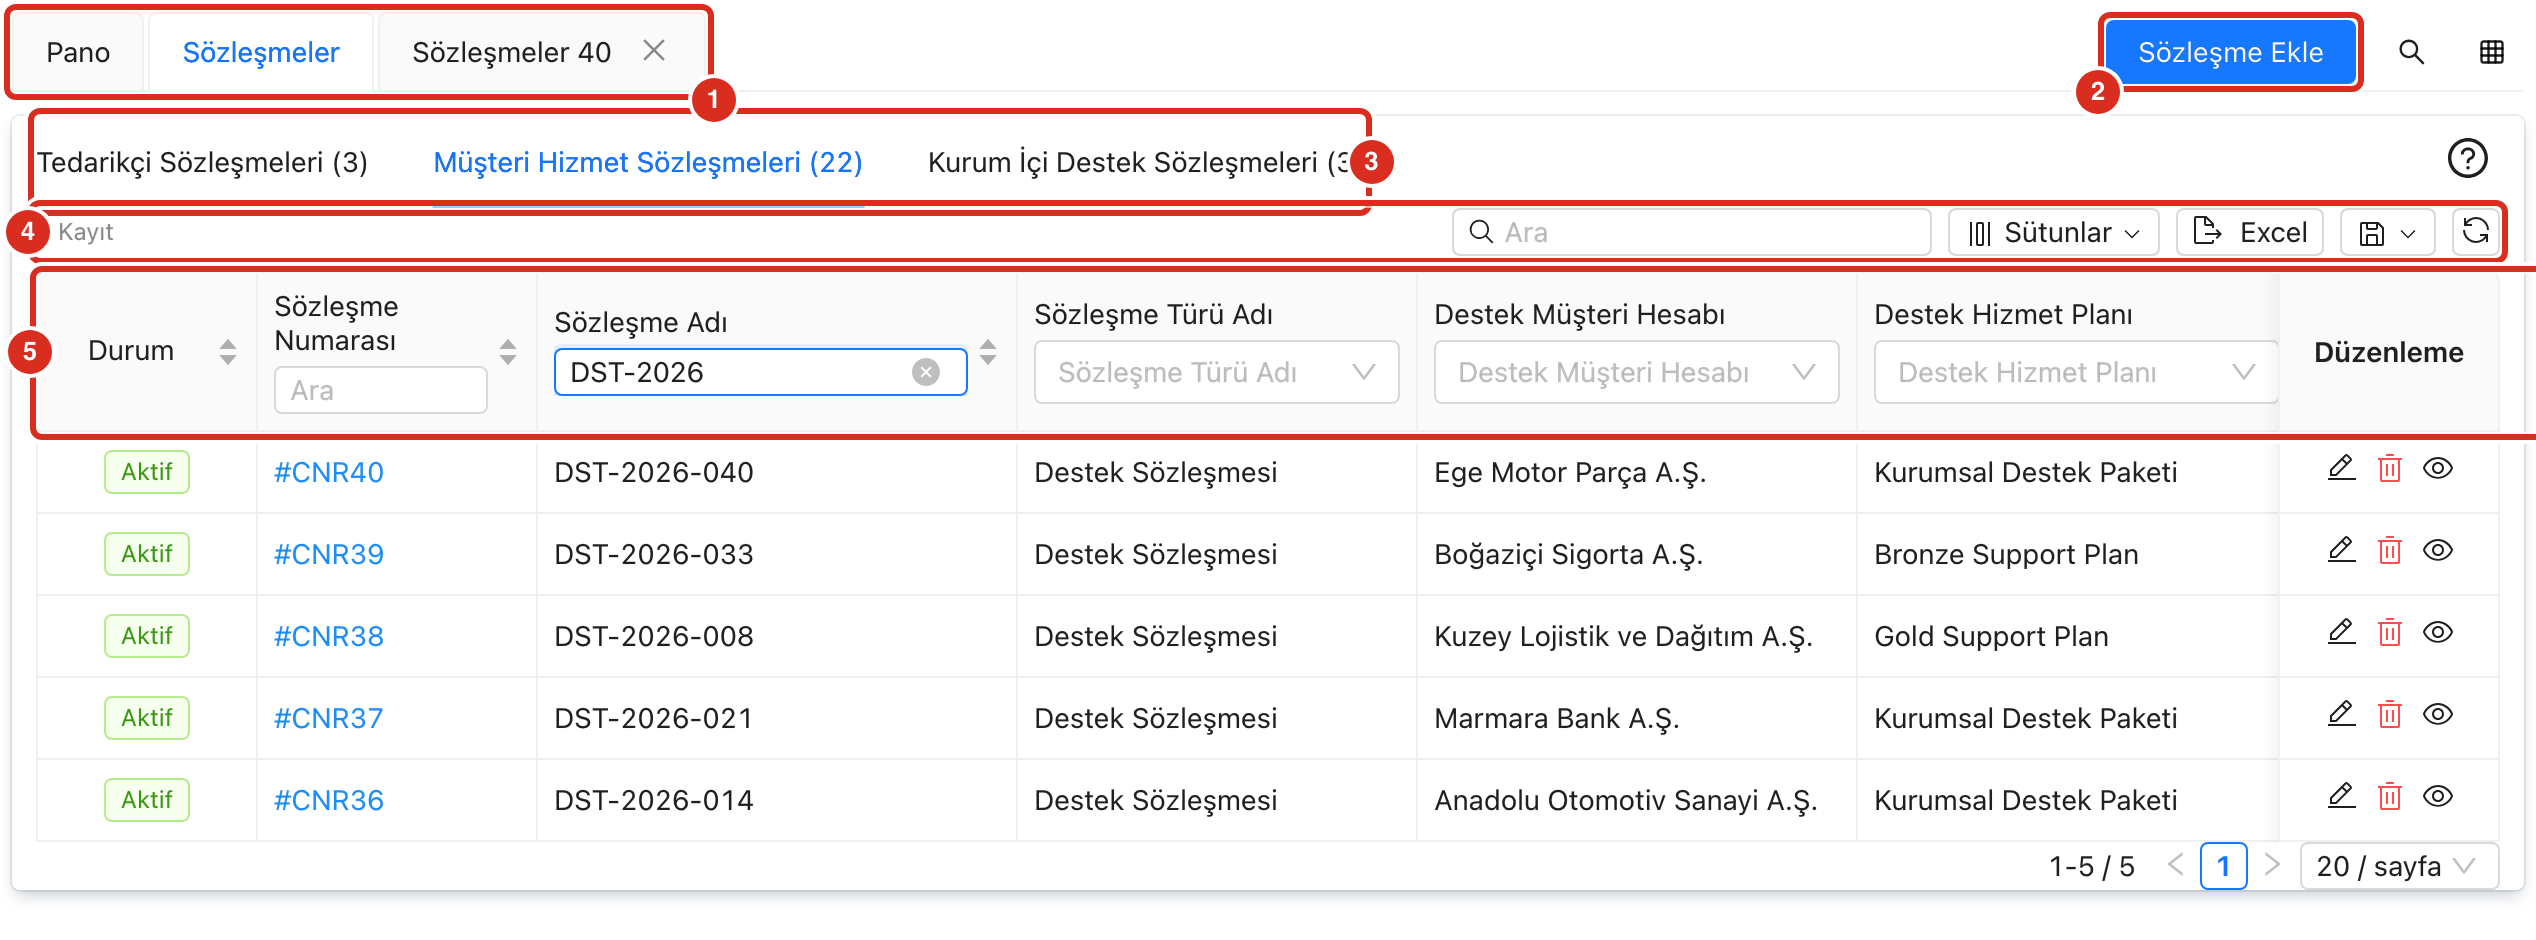 Pano
Sözleşmeler
Sözleşmeler 40
Sözleşme Ekle
1
2
Tedarikçi Sözleşmeleri (3)
Müşteri Hizmet Sözleşmeleri (22)
Kurum İçi Destek Sözleşmeleri
3
4
Kayıt
Ara
Sütunlar
Excel
5
Durum
Sözleşme
Numarası
Ara
Sözleşme Adı
DST-2026
Sözleşme Türü Adı
Sözleşme Türü Adı
Destek Müşteri Hesabı
Destek Müşteri Hesabı
Destek Hizmet Planı
Destek Hizmet Planı
Düzenleme
Aktif #CNR40 DST-2026-040 Destek Sözleşmesi Ege Motor Parça A.Ş. Kurumsal Destek Paketi
Aktif #CNR39 DST-2026-033 Destek Sözleşmesi Boğaziçi Sigorta A.Ş. Bronze Support Plan
Aktif #CNR38 DST-2026-008 Destek Sözleşmesi Kuzey Lojistik ve Dağıtım A.Ş. Gold Support Plan
Aktif #CNR37 DST-2026-021 Destek Sözleşmesi Marmara Bank A.Ş. Kurumsal Destek Paketi
Aktif #CNR36 DST-2026-014 Destek Sözleşmesi Anadolu Otomotiv Sanayi A.Ş. Kurumsal Destek Paketi
1-5 / 5
1
20 / sayfa